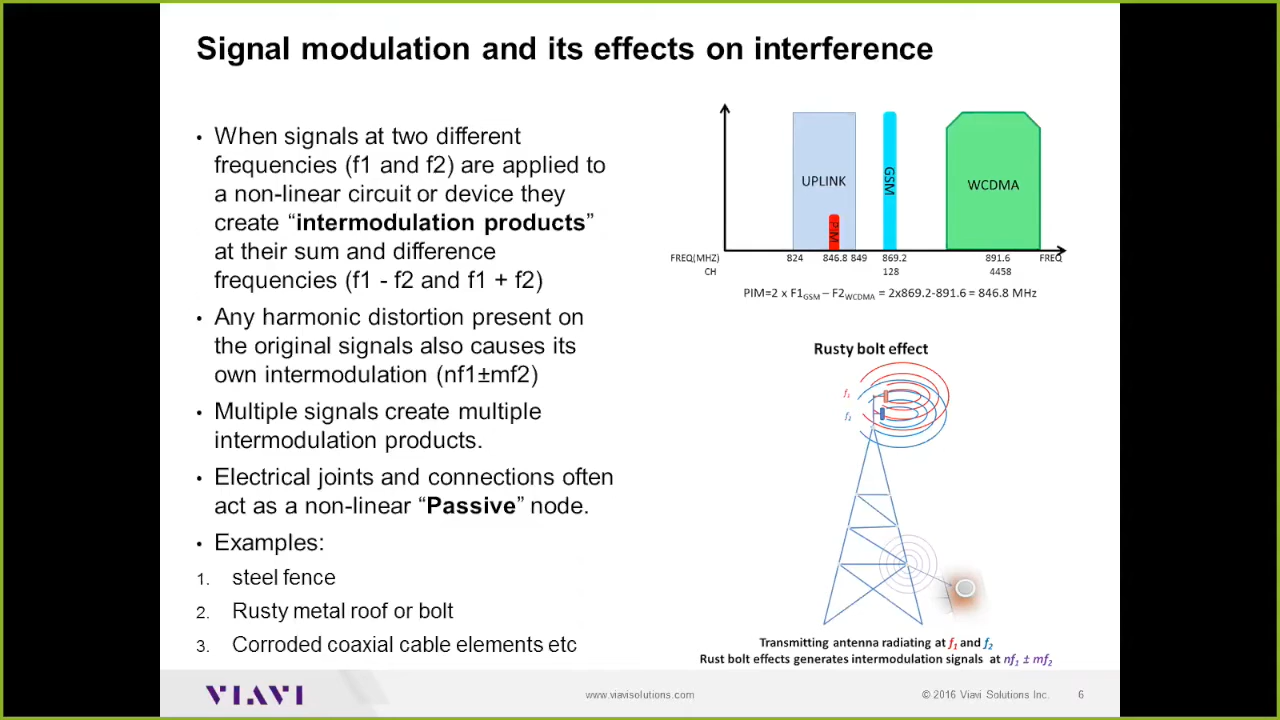 Signal modulation and its effects on interference
• When signals at two different
frequencies (f1 and f2) are applied to
a non-linear circuit or device they
create “intermodulation products”
at their sum and difference
frequencies (f1 - f2 and f1 + f2)
• Any harmonic distortion present on
the original signals also causes its
own intermodulation (nf1±mf2)
• Multiple signals create multiple
intermodulation products.
• Electrical joints and connections often
act as a non-linear “Passive” node.
• Examples:
1. steel fence
2. Rusty metal roof or bolt
3. Corroded coaxial cable elements etc
UPLINK
PIM
GSM
WCDMA
FREQ(MHZ) 824 846.8 849 869.2 891.6 FREQ
CH 128 4458
PIM=2 x F1GSM – F2WCDMA = 2x869.2-891.6 = 846.8 MHz
Rusty bolt effect
f1
f2
Transmitting antenna radiating at f1 and f2
Rust bolt effects generates intermodulation signals at nf1 ± mf2
VIAVI
www.viavisolutions.com
© 2016 Viavi Solutions Inc.
6